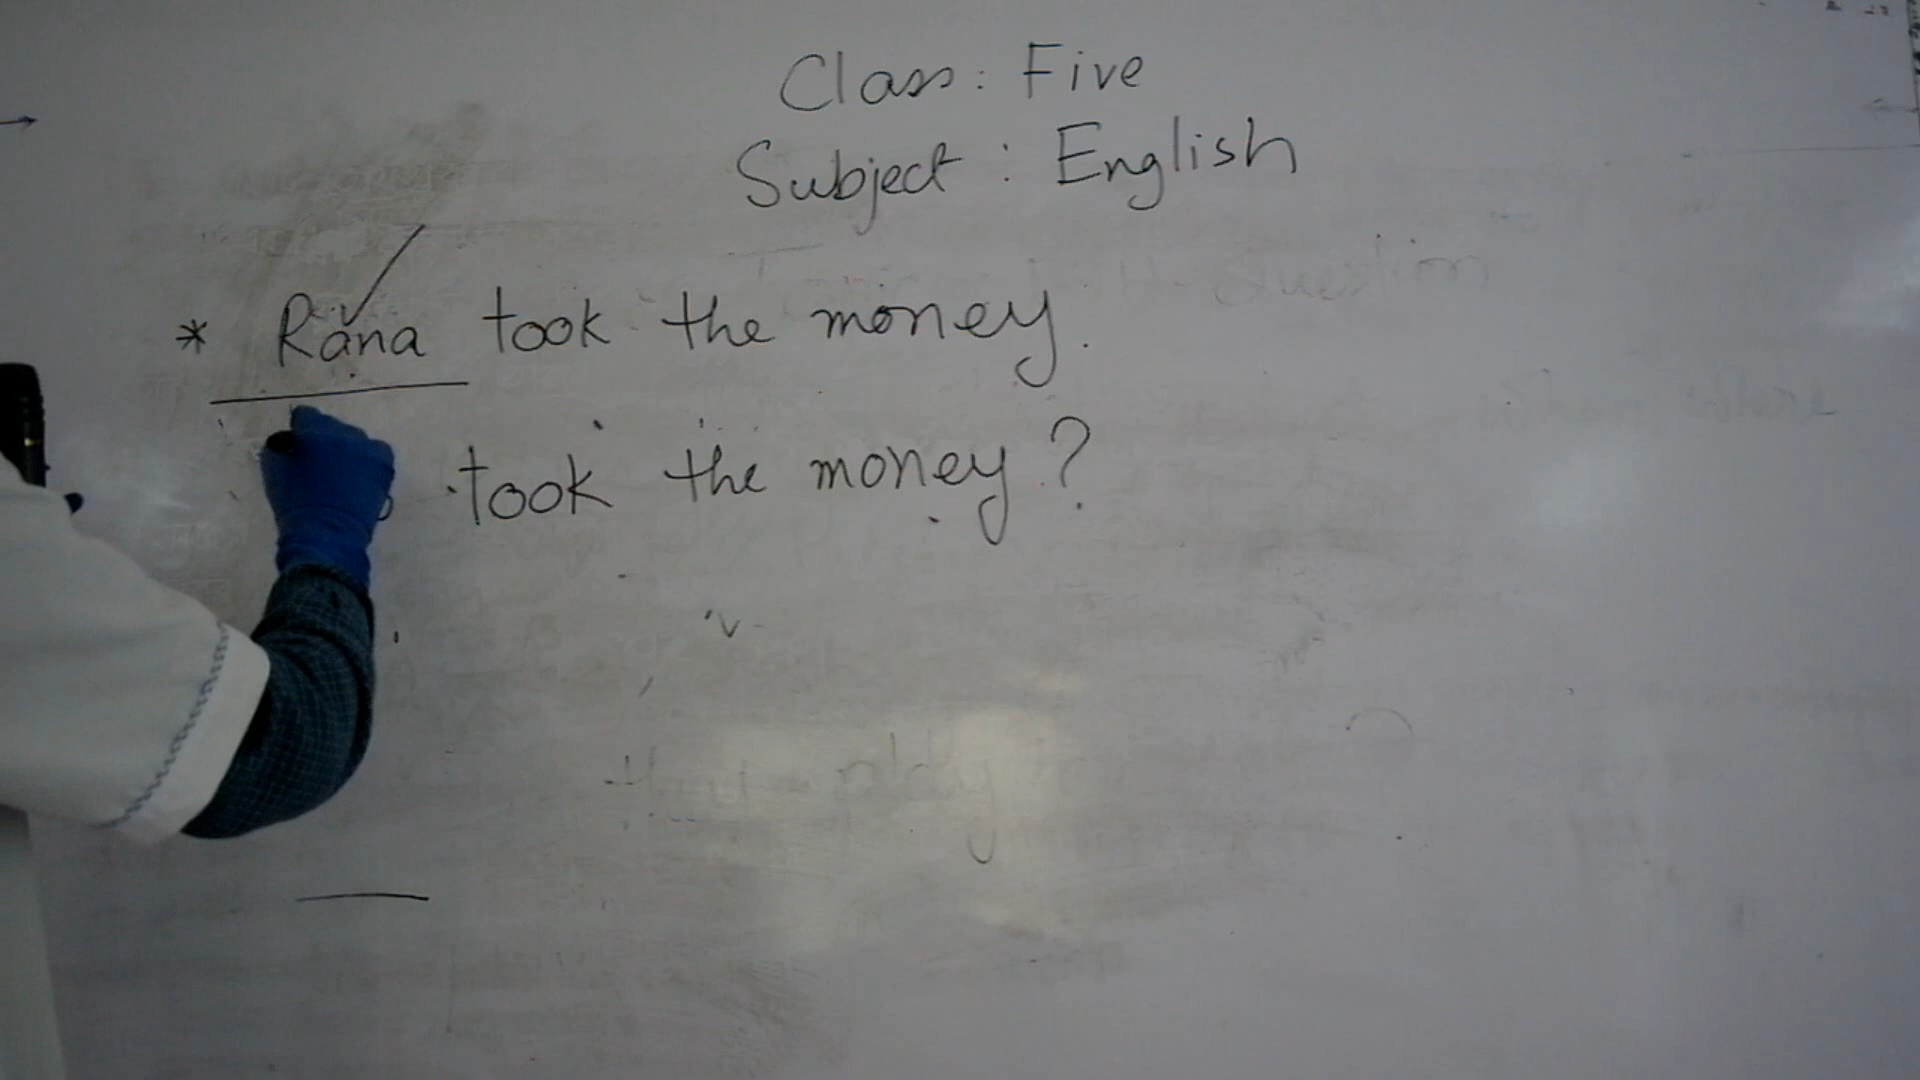 Class: Five
Subject : English
* Rana took the money.
took the money ?